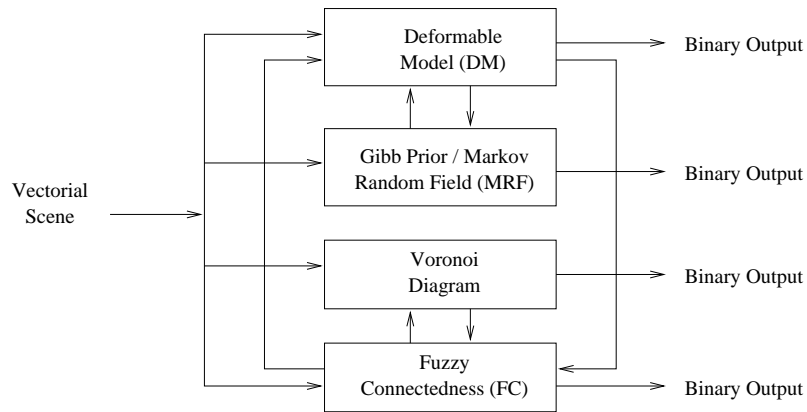 Deformable
Model (DM)
Binary Output
Gibb Prior / Markov
Random Field (MRF)
Binary Output
Vectorial
Scene
Voronoi
Diagram
Binary Output
Fuzzy
Connectedness (FC)
Binary Output